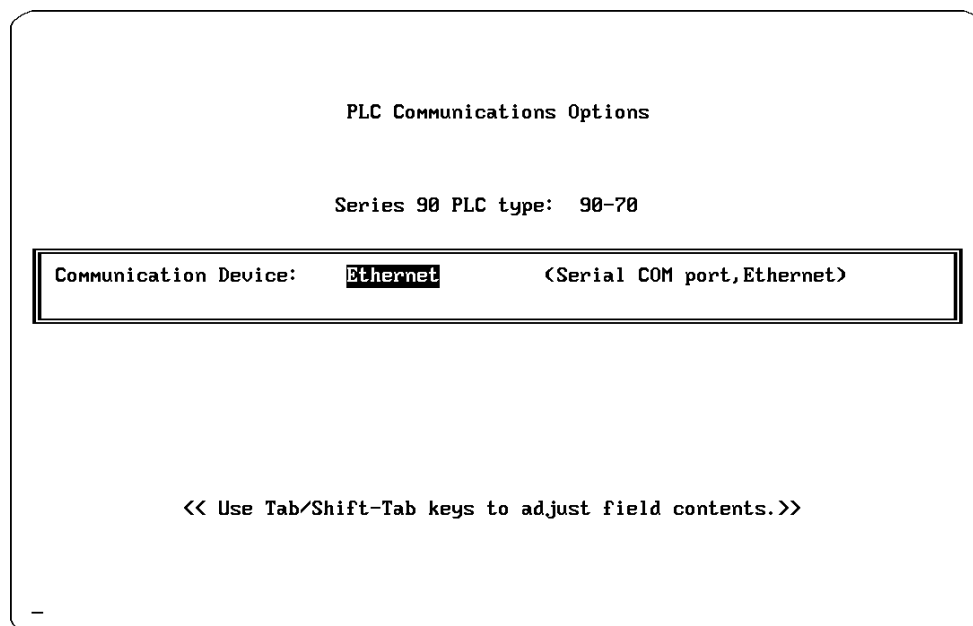 PLC Communications Options
Series 90 PLC type: 90-70
Communication Device: Ethernet (Serial COM port,Ethernet)
<< Use Tab/Shift-Tab keys to adjust field contents.>>
_